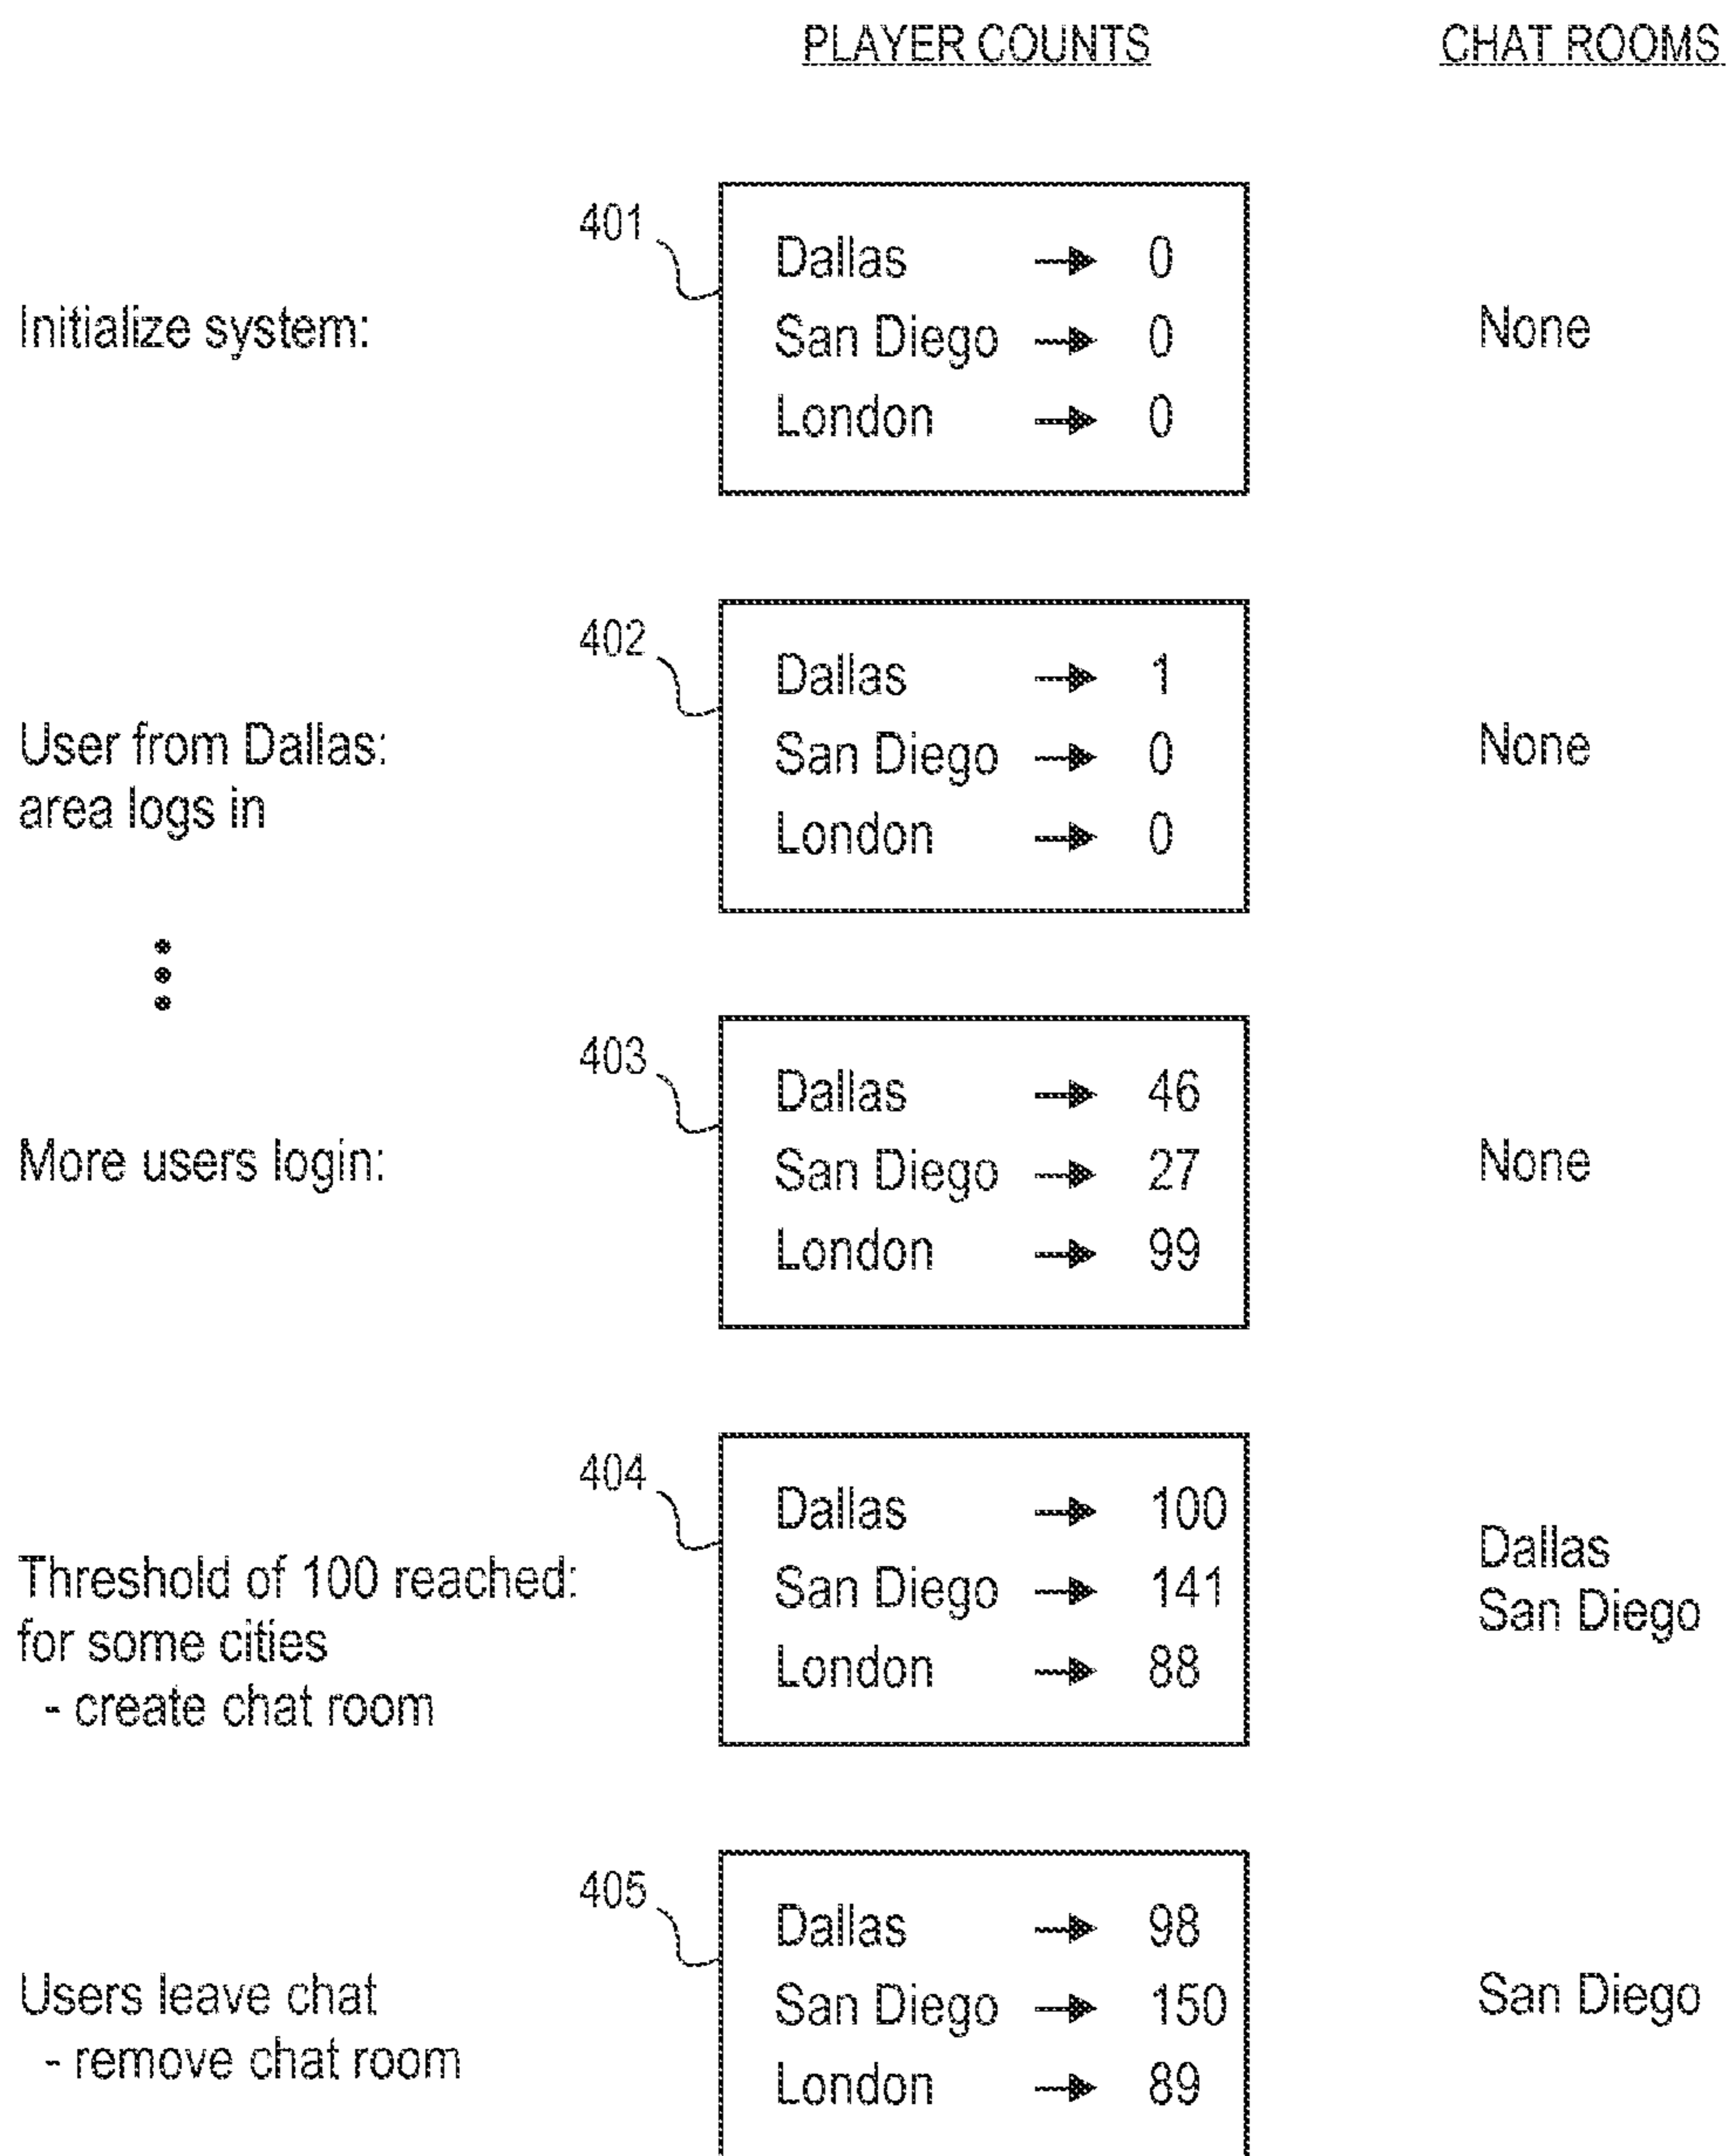 PLAYER COUNTS CHAT ROOMS
401
Dallas → 0
Initialize system: San Diego → 0 None
London → 0
402
Dallas → 1
User from Dallas: San Diego → 0 None
area logs in
London → 0
403
Dallas → 46
More users login: San Diego → 27 None
London → 99
404
Dallas → 100
Threshold of 100 reached: San Diego → 141 Dallas
for some cities San Diego
London → 88
- create chat room
405
Dallas → 98
Users leave chat San Diego → 150 San Diego
- remove chat room
London → 89